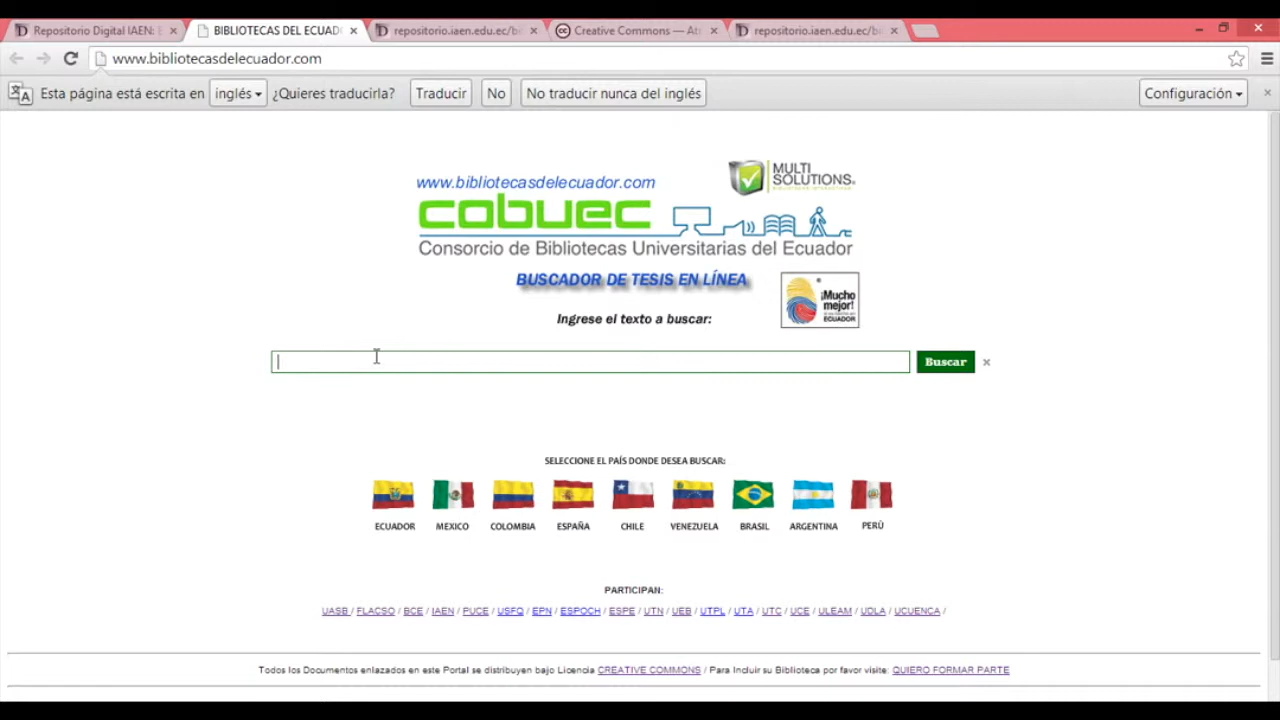 Repositorio Digital IAEN: E
BIBLIOTECAS DEL ECUAD
repositorio.iaen.edu.ec/bi
Creative Commons — At
repositorio.iaen.edu.ec/b
www.bibliotecasdelecuador.com
Esta página está escrita en inglés ¿Quieres traducirla? Traducir No No traducir nunca del inglés Configuración
MULTI
SOLUTIONS
www.bibliotecasdelecuador.com
cobuec
Consorcio de Bibliotecas Universitarias del Ecuador
BUSCADOR DE TESIS EN LÍNEA
¡Mucho
mejor!
ECUADOR
Ingrese el texto a buscar:
Buscar
SELECCIONE EL PAÍS DONDE DESEA BUSCAR:
ECUADOR MEXICO COLOMBIA ESPAÑA CHILE VENEZUELA BRASIL ARGENTINA PERÚ
PARTICIPAN:
UASB / FLACSO / BCE / IAEN / PUCE / USFQ / EPN / ESPOCH / ESPE / UTN / UEB / UTPL / UTA / UTC / UCE / ULEAM / UDLA / UCUENCA /
Todos los Documentos enlazados en este Portal se distribuyen bajo Licencia CREATIVE COMMONS / Para Incluir su Biblioteca por favor visite: QUIERO FORMAR PARTE